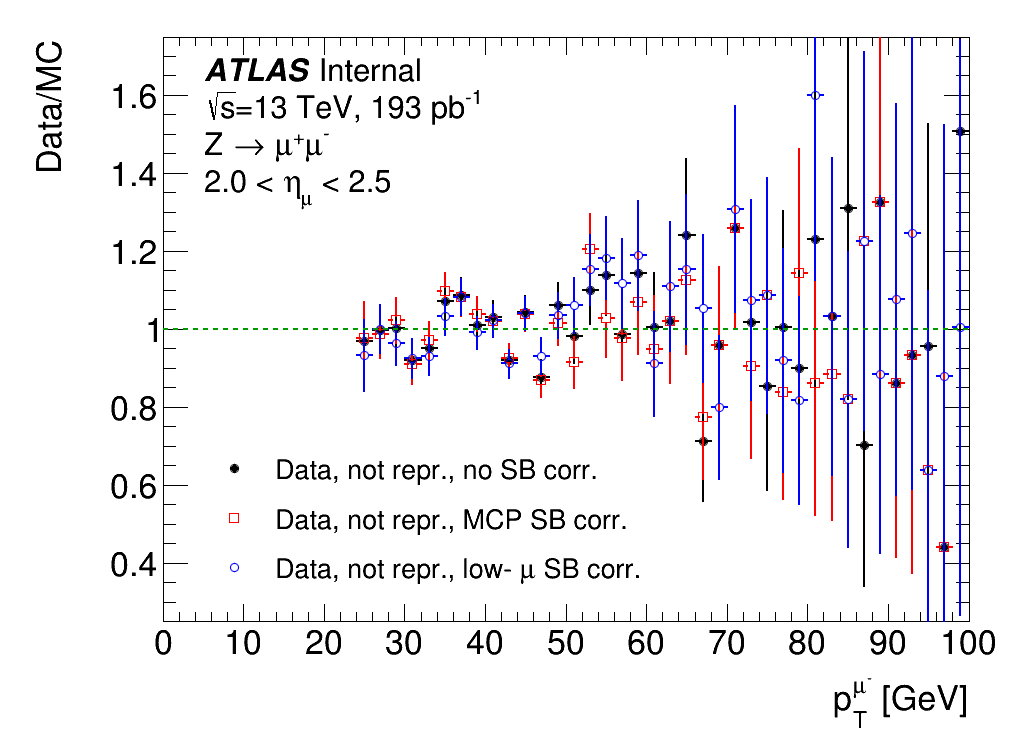 Data/MC
ATLAS Internal
√s=13 TeV, 193 pb⁻¹
Z → μ⁺μ⁻
2.0 < ημ < 2.5
1.6
1.4
1.2
1
0.8
0.6
0.4
Data, not repr., no SB corr.
Data, not repr., MCP SB corr.
Data, not repr., low- μ SB corr.
0 10 20 30 40 50 60 70 80 90 100
p_T^μ⁻ [GeV]